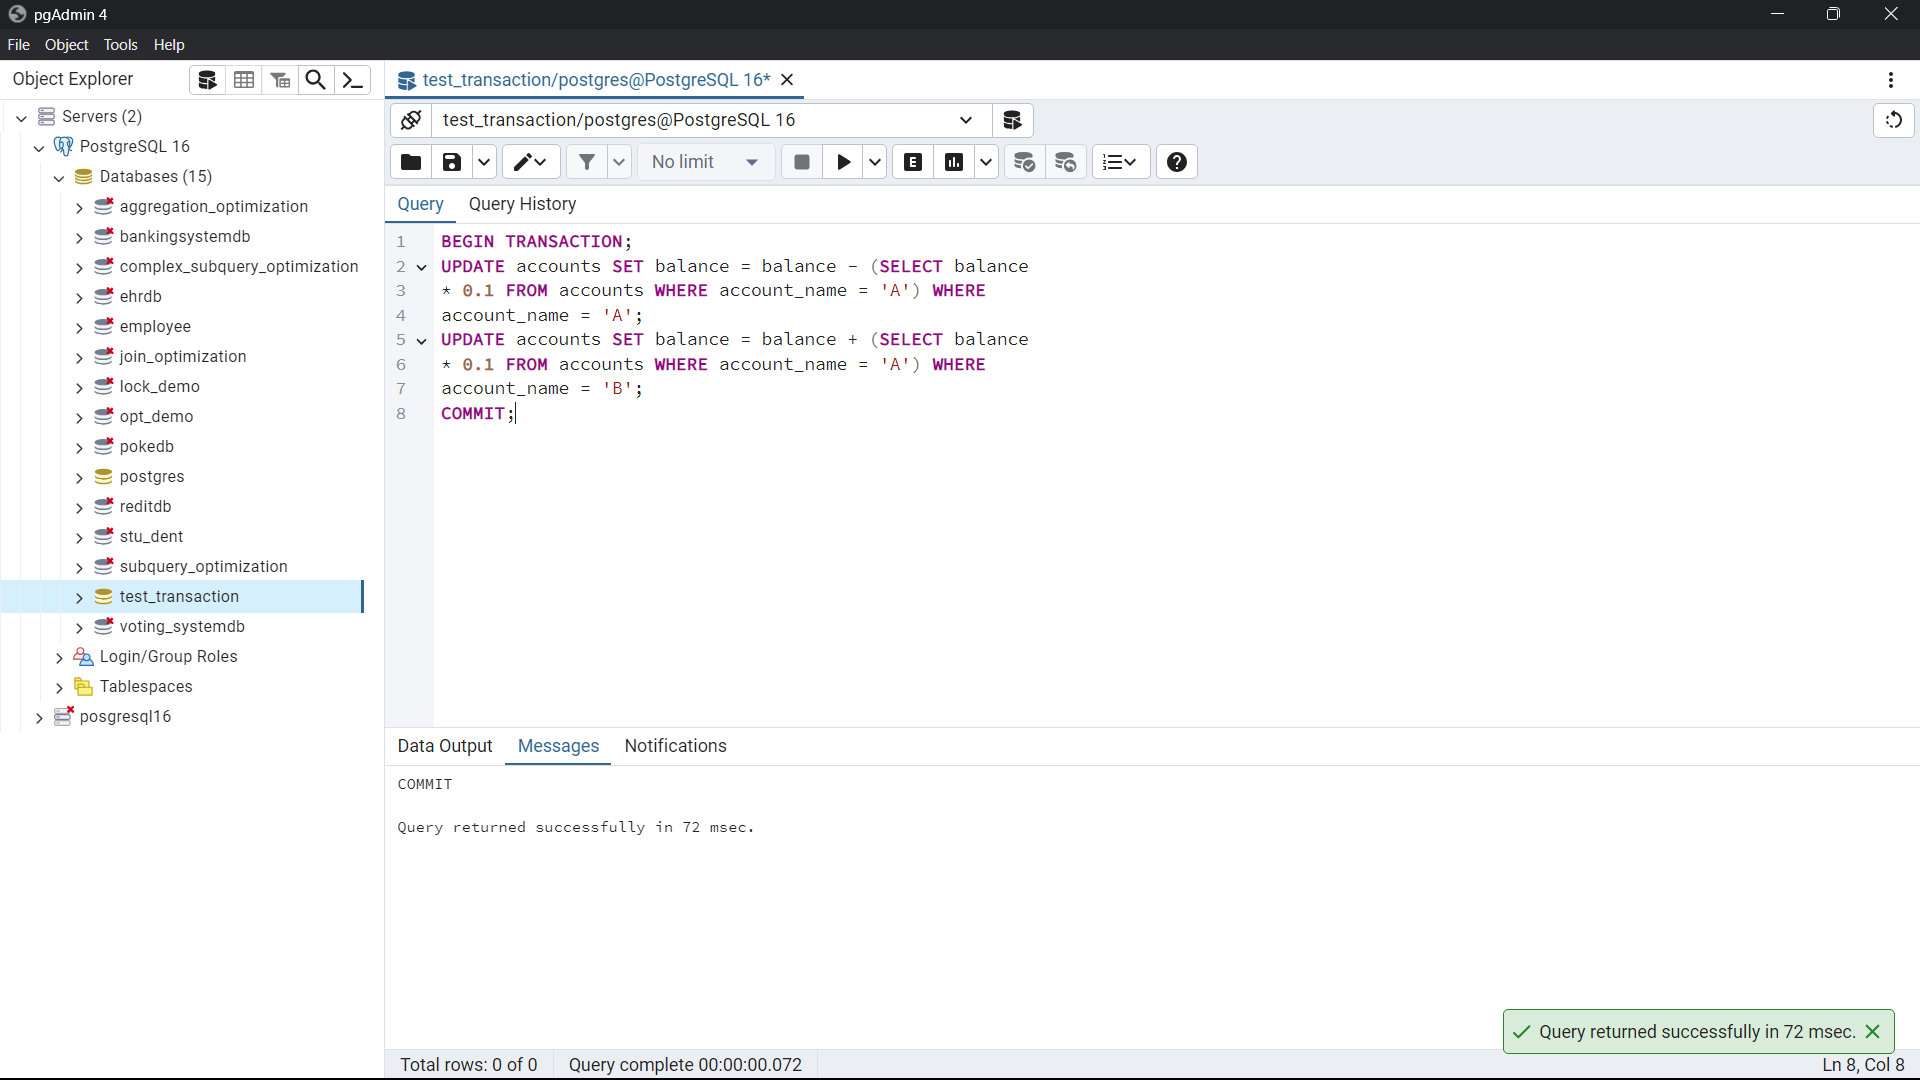 pgAdmin 4
File Object Tools Help
Object Explorer
test_transaction/postgres@PostgreSQL 16*
Servers (2)
test_transaction/postgres@PostgreSQL 16
PostgreSQL 16
No limit
E
Databases (15)
aggregation_optimization
bankingsystemdb
complex_subquery_optimization
ehrdb
employee
join_optimization
lock_demo
opt_demo
pokedb
postgres
reditdb
stu_dent
subquery_optimization
test_transaction
voting_systemdb
Login/Group Roles
Tablespaces
posgresql16
Query Query History
1 BEGIN TRANSACTION;
2 UPDATE accounts SET balance = balance - (SELECT balance
3 * 0.1 FROM accounts WHERE account_name = 'A') WHERE
4 account_name = 'A';
5 UPDATE accounts SET balance = balance + (SELECT balance
6 * 0.1 FROM accounts WHERE account_name = 'A') WHERE
7 account_name = 'B';
8 COMMIT;
Data Output Messages Notifications
COMMIT
Query returned successfully in 72 msec.
Query returned successfully in 72 msec.
Total rows: 0 of 0 Query complete 00:00:00.072 Ln 8, Col 8